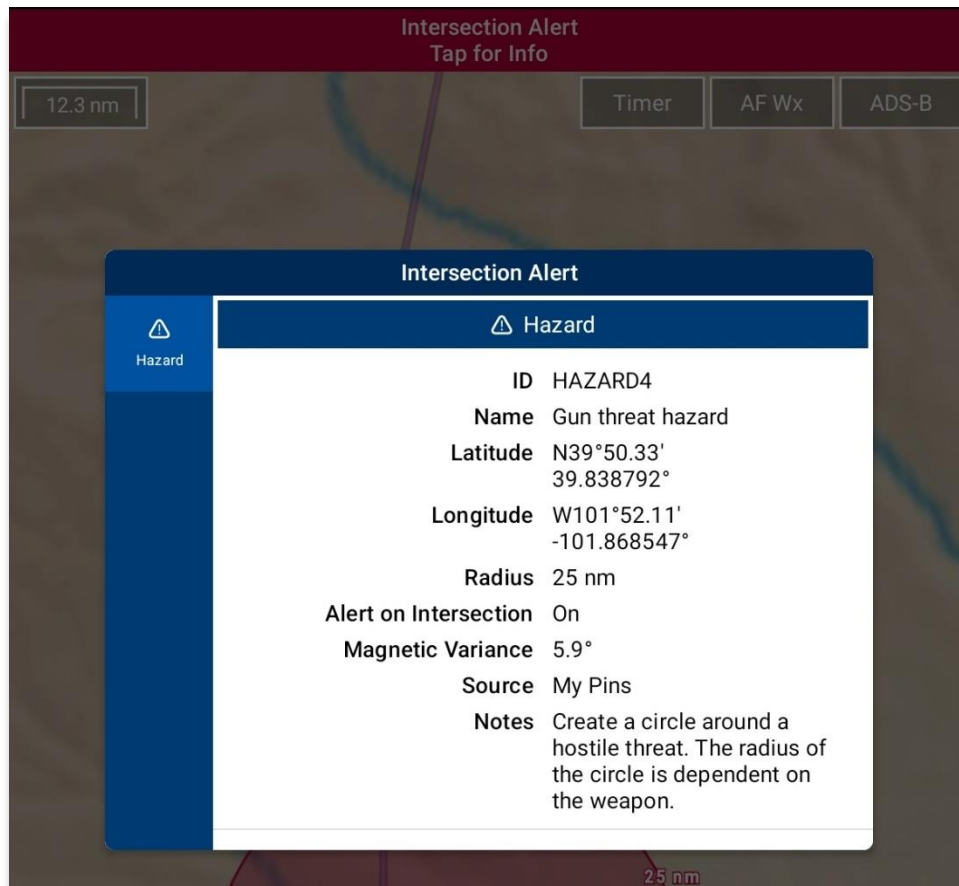 Intersection Alert
Tap for Info
12.3 nm
Timer
AF Wx
ADS-B
Intersection Alert
Hazard
Hazard
ID HAZARD4
Name Gun threat hazard
Latitude N39°50.33'
39.838792°
Longitude W101°52.11'
-101.868547°
Radius 25 nm
Alert on Intersection On
Magnetic Variance 5.9°
Source My Pins
Notes Create a circle around a
hostile threat. The radius of
the circle is dependent on
the weapon.
25 nm